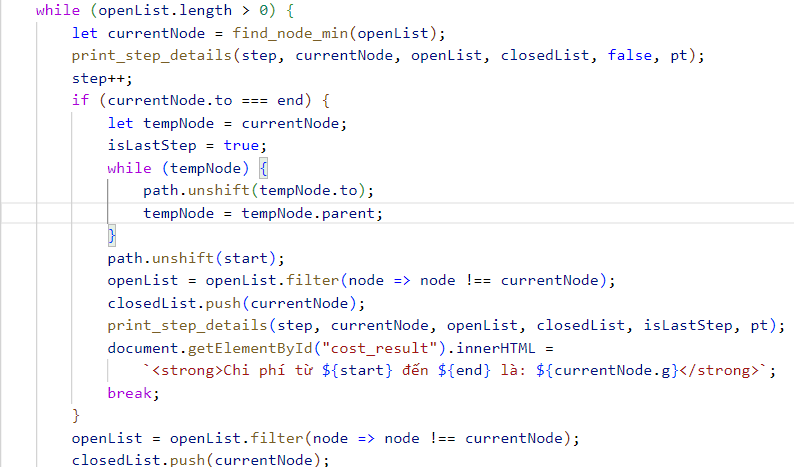 while (openList.length > 0) {
let currentNode = find_node_min(openList);
print_step_details(step, currentNode, openList, closedList, false, pt);
step++;
if (currentNode.to === end) {
let tempNode = currentNode;
isLastStep = true;
while (tempNode) {
path.unshift(tempNode.to);
tempNode = tempNode.parent;
}
path.unshift(start);
openList = openList.filter(node => node !== currentNode);
closedList.push(currentNode);
print_step_details(step, currentNode, openList, closedList, isLastStep, pt);
document.getElementById("cost_result").innerHTML =
`<strong>Chi phí từ ${start} đến ${end} là: ${currentNode.g}</strong>`;
break;
}
openList = openList.filter(node => node !== currentNode);
closedList.push(currentNode);